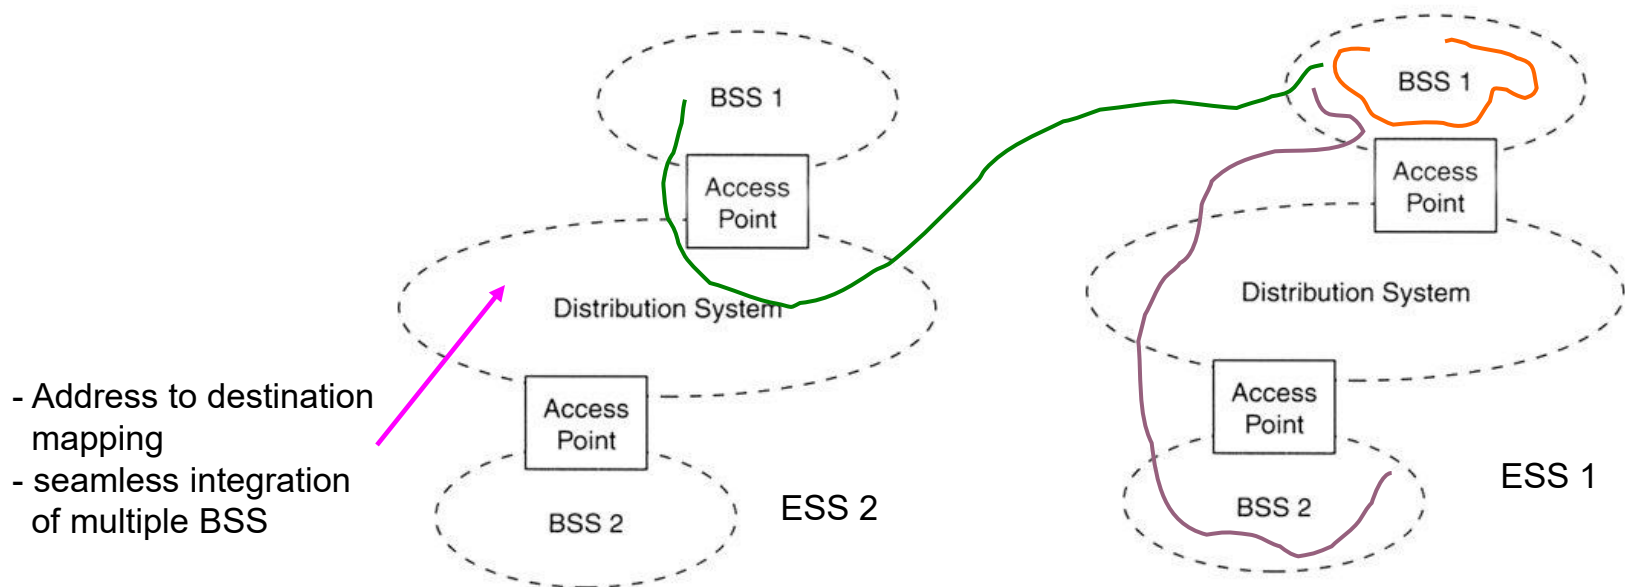 BSS 1
Access
Point
Distribution System
- Address to destination
mapping
- seamless integration
of multiple BSS
Access
Point
BSS 2
ESS 2
BSS 1
Access
Point
Distribution System
Access
Point
BSS 2
ESS 1